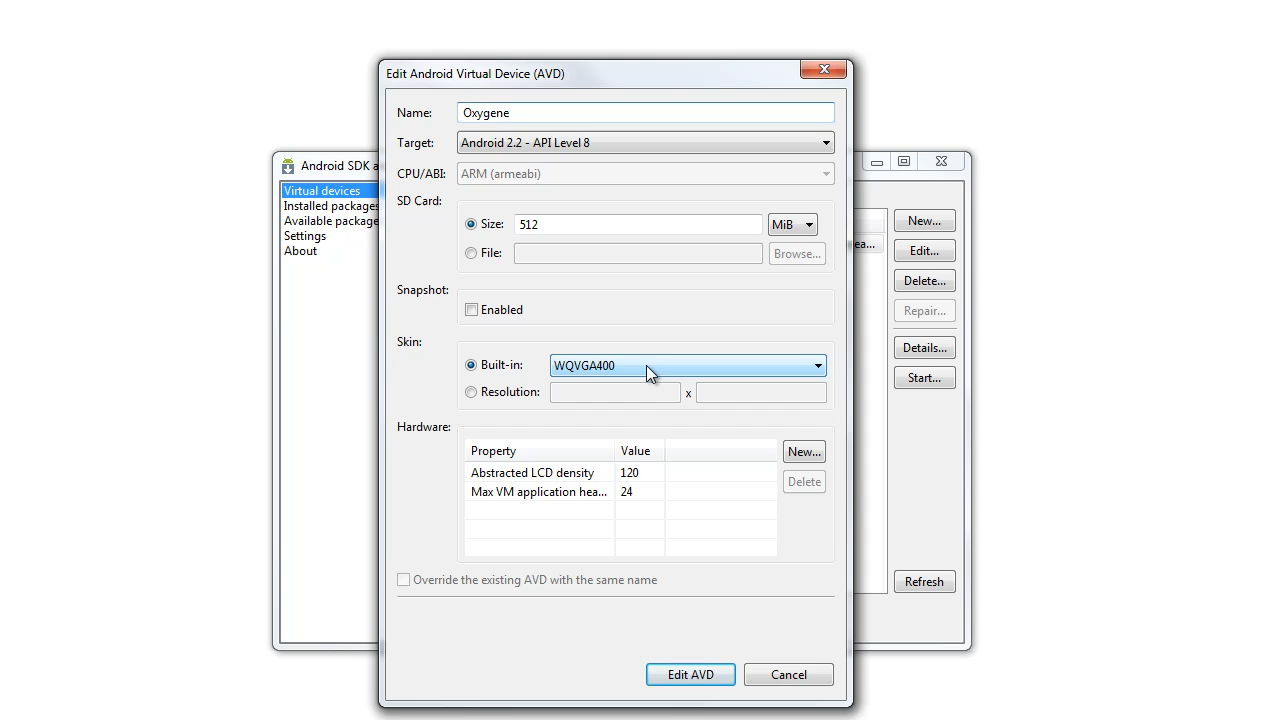 Edit Android Virtual Device (AVD)
Name: Oxygene
Target: Android 2.2 - API Level 8
CPU/ABI: ARM (armeabi)
SD Card:
Size: 512 MiB
File: Browse...
Snapshot:
Enabled
Skin:
Built-in: WQVGA400
Resolution: x
Hardware:
Property Value
Abstracted LCD density 120
Max VM application hea... 24
New...
Delete
Override the existing AVD with the same name
Edit AVD Cancel
Android SDK a
Virtual devices
Installed packages
Available package
Settings
About
ea...
New...
Edit...
Delete...
Repair...
Details...
Start...
Refresh